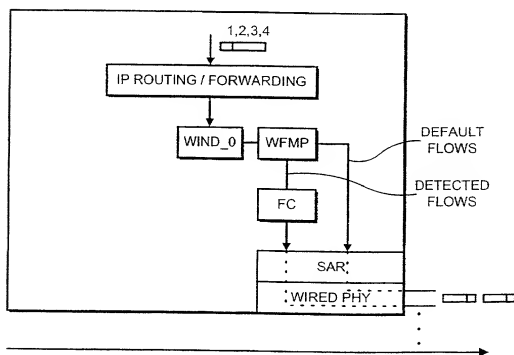 1,2,3,4
IP ROUTING / FORWARDING
WIND_0
WFMP
DEFAULT
FLOWS
DETECTED
FLOWS
FC
SAR
WIRED PHY